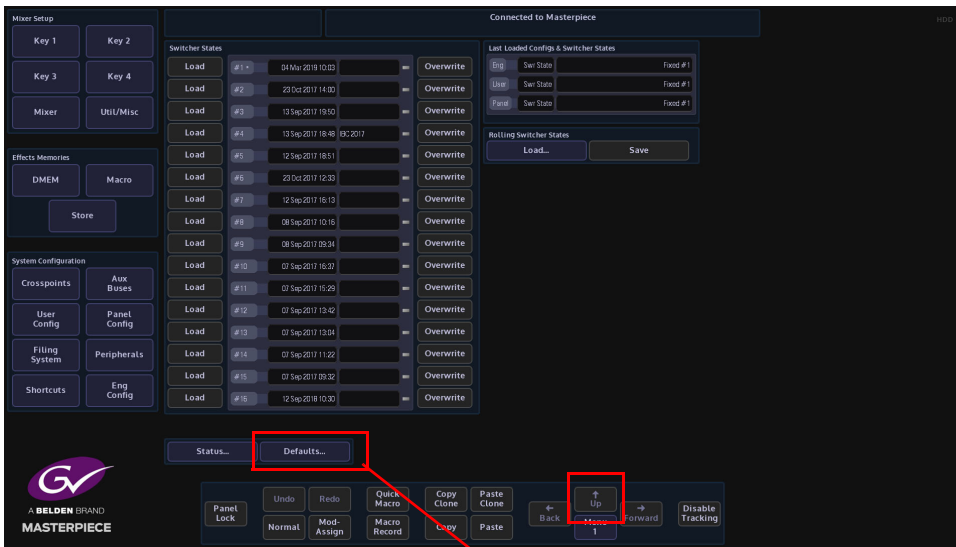 Mixer Setup
Key 1
Key 2
Key 3
Key 4
Mixer
Util/Misc
Effects Memories
DMEM
Macro
Store
System Configuration
Crosspoints
Aux
Buses
User
Config
Panel
Config
Filing
System
Peripherals
Shortcuts
Eng
Config
GV
A BELDEN BRAND
MASTERPIECE
Connected to Masterpiece
HDD
Switcher States
Load #1 04 Mar 2019 10:03 Overwrite
Load #2 23 Oct 2017 14:00 Overwrite
Load #3 13 Sep 2017 19:50 Overwrite
Load #4 13 Sep 2017 18:48 IBC 2017 Overwrite
Load #5 12 Sep 2017 18:51 Overwrite
Load #6 23 Oct 2017 12:33 Overwrite
Load #7 12 Sep 2017 16:13 Overwrite
Load #8 08 Sep 2017 10:16 Overwrite
Load #9 08 Sep 2017 09:34 Overwrite
Load #10 07 Sep 2017 16:37 Overwrite
Load #11 07 Sep 2017 15:29 Overwrite
Load #12 07 Sep 2017 13:42 Overwrite
Load #13 07 Sep 2017 13:04 Overwrite
Load #14 07 Sep 2017 11:22 Overwrite
Load #15 07 Sep 2017 09:32 Overwrite
Load #16 12 Sep 2018 10:30 Overwrite
Last Loaded Configs & Switcher States
Eng Swr State Fixed #1
User Swr State Fixed #1
Panel Swr State Fixed #1
Rolling Switcher States
Load... Save
Status... Defaults...
Panel
Lock
Undo
Redo
Normal
Mod-
Assign
Quick
Macro
Macro
Record
Copy
Clone
Paste
Clone
Copy
Paste
Back
Up
Menu
1
Forward
Disable
Tracking